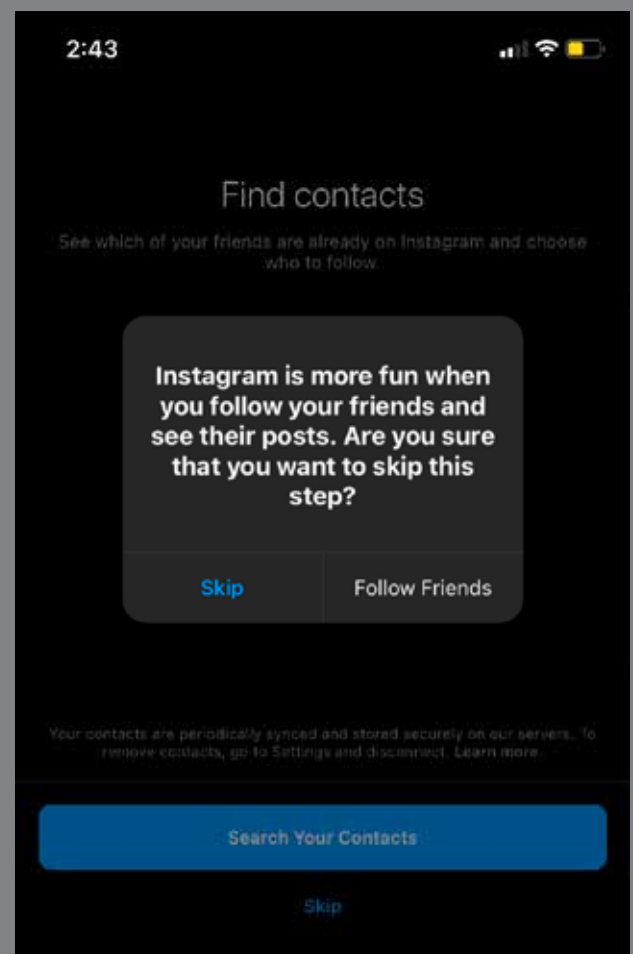 2:43
Find contacts
See which of your friends are already on Instagram and choose
who to follow.
Instagram is more fun when
you follow your friends and
see their posts. Are you sure
that you want to skip this
step?
Skip
Follow Friends
Your contacts are periodically synced and stored securely on our servers. To
remove contacts, go to Settings and disconnect. Learn more.
Search Your Contacts
Skip